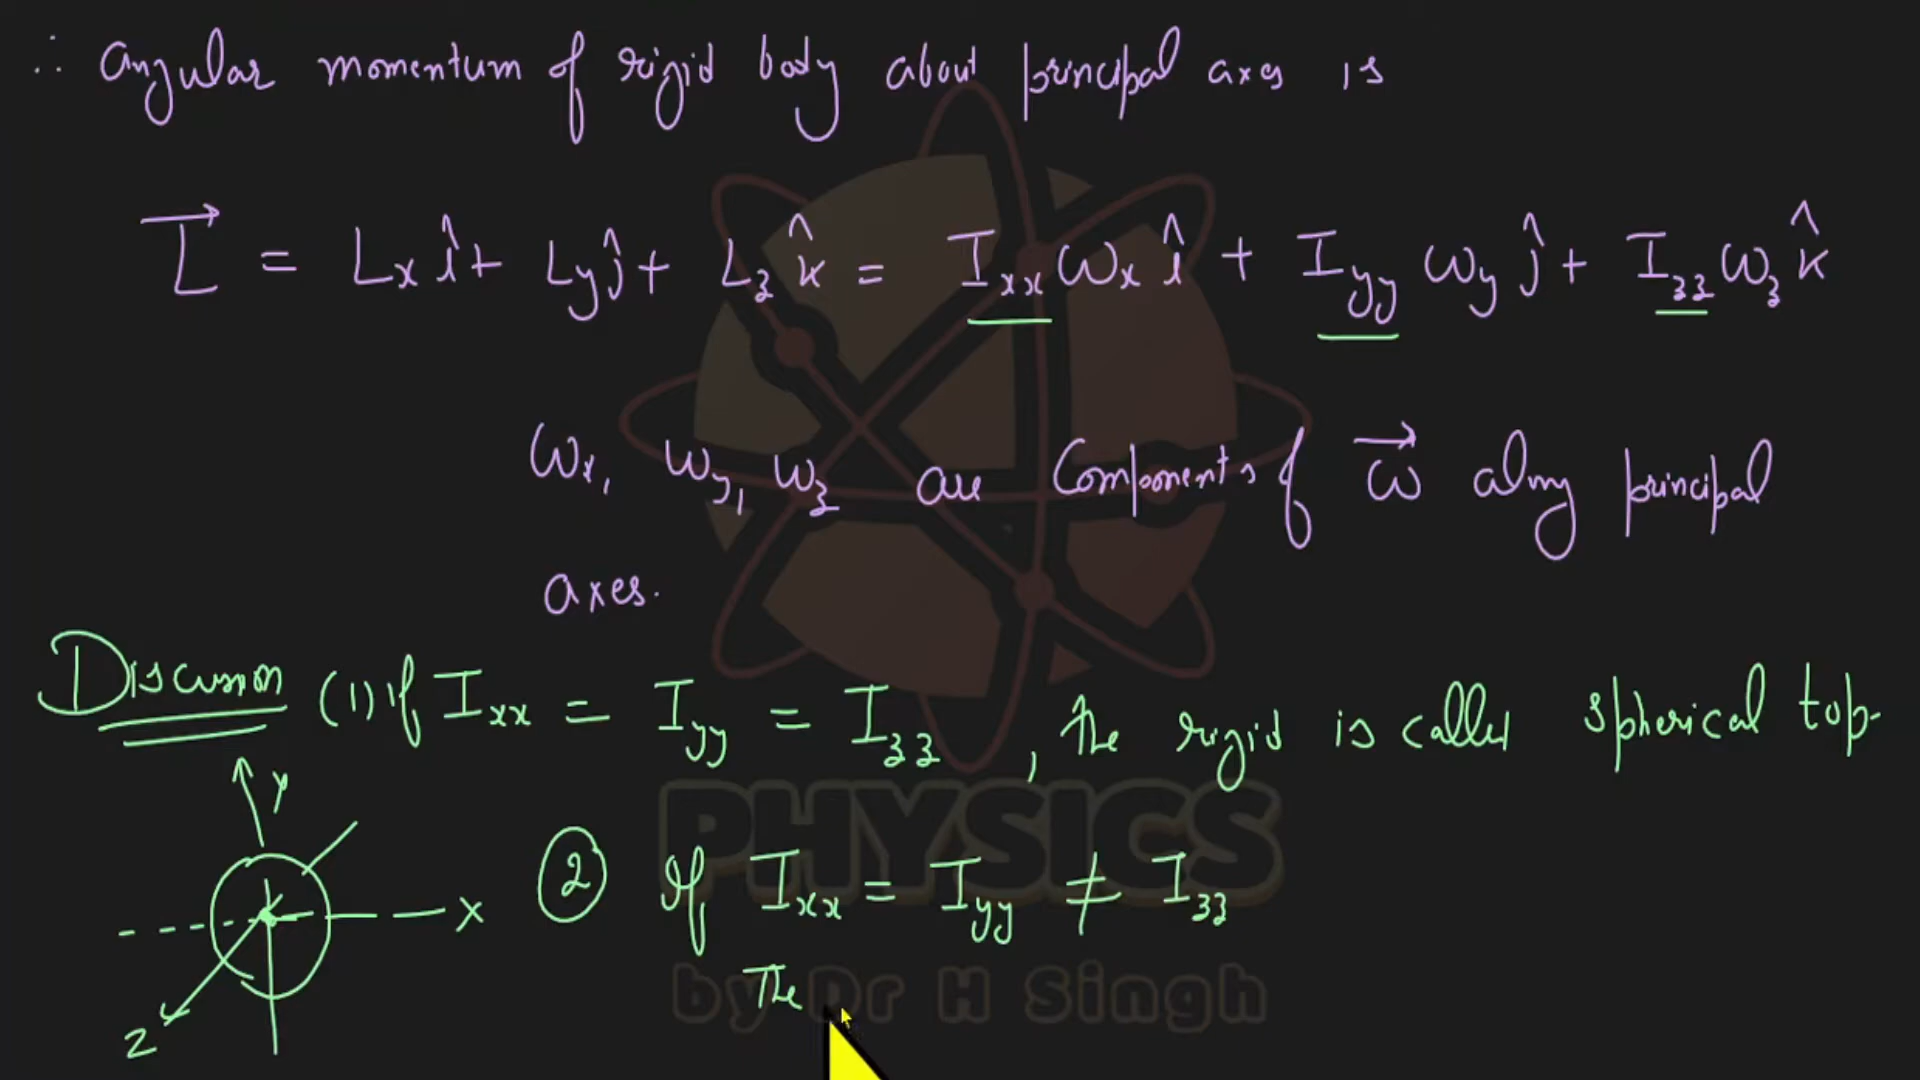 ∴ Angular momentum of rigid body about principal axes is
L⃗ = Lx î + Ly ĵ + Lz k̂ = Ixx ωx î + Iyy ωy ĵ + Izz ωz k̂
ωx, ωy, ωz are Components of ω⃗ along principal
axes.
Discussion (1) if Ixx = Iyy = Izz, the rigid is called spherical top.
Y
X
Z
② If Ixx = Iyy ≠ Izz
The
PHYSICS
by Dr H Singh